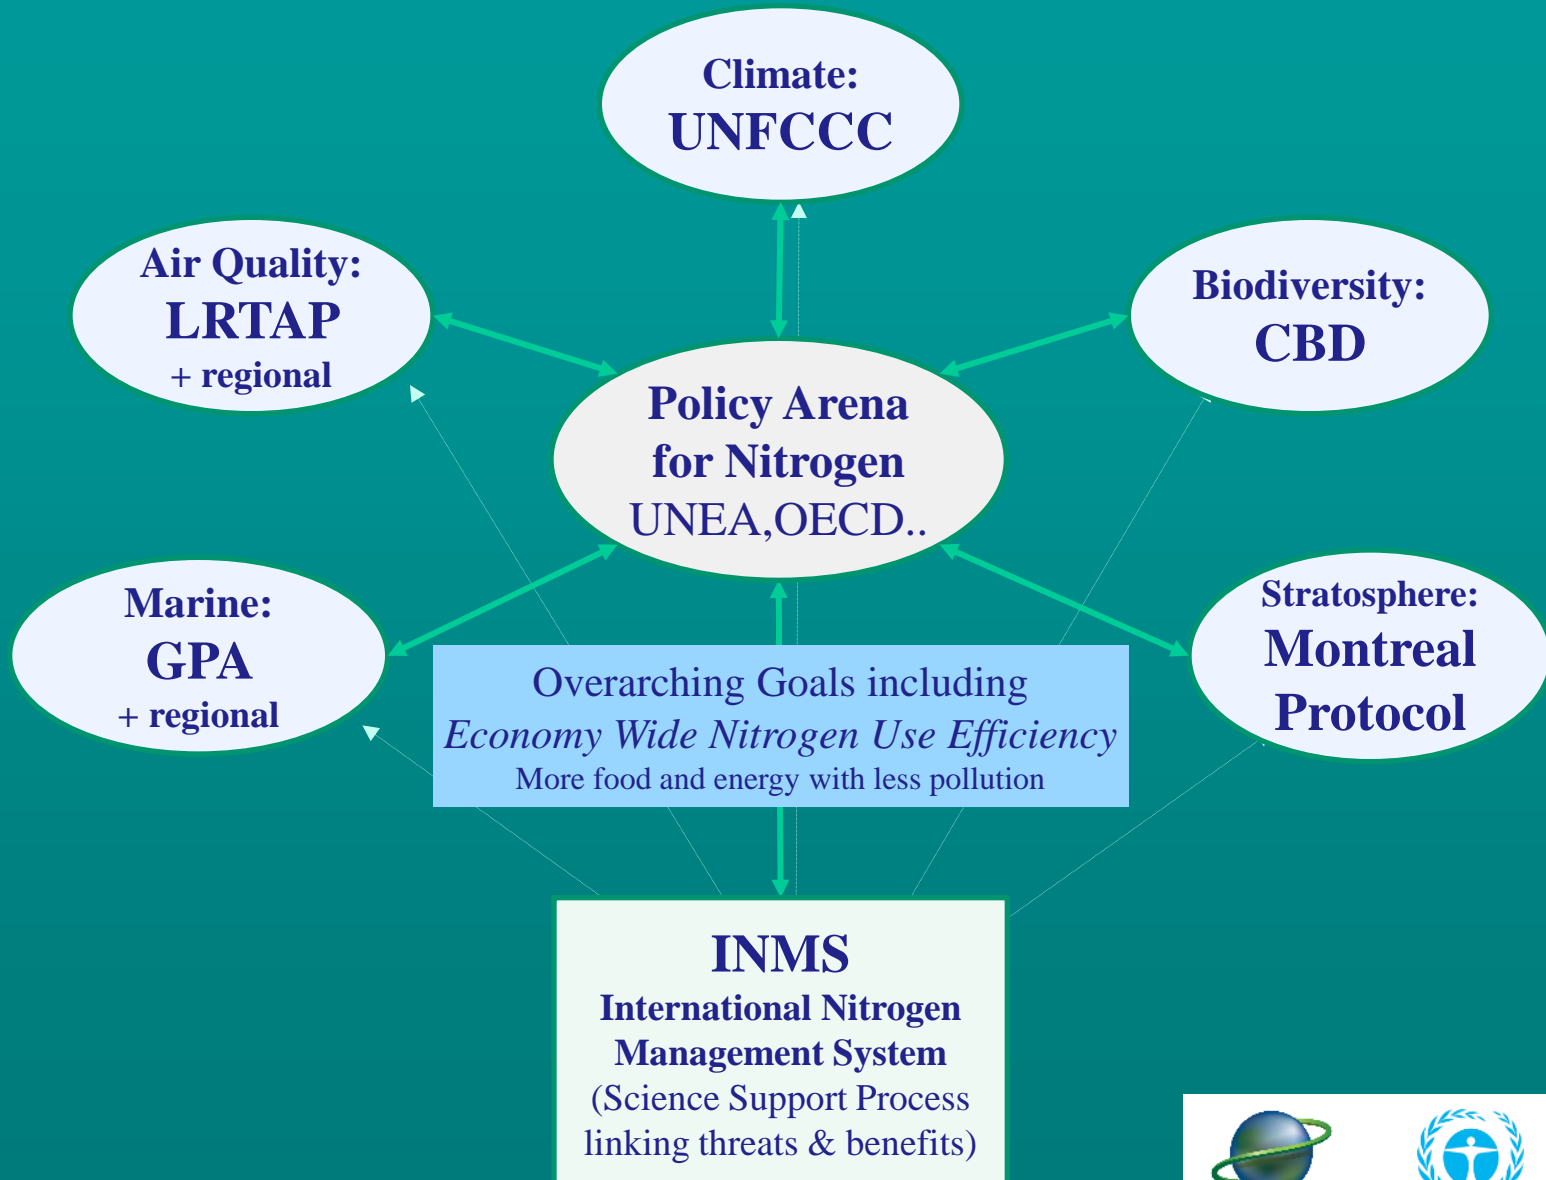 Climate:
UNFCCC
Air Quality:
LRTAP
+ regional
Biodiversity:
CBD
Policy Arena
for Nitrogen
UNEA,OECD..
Marine:
GPA
+ regional
Stratosphere:
Montreal
Protocol
Overarching Goals including
Economy Wide Nitrogen Use Efficiency
More food and energy with less pollution
INMS
International Nitrogen
Management System
(Science Support Process
linking threats & benefits)